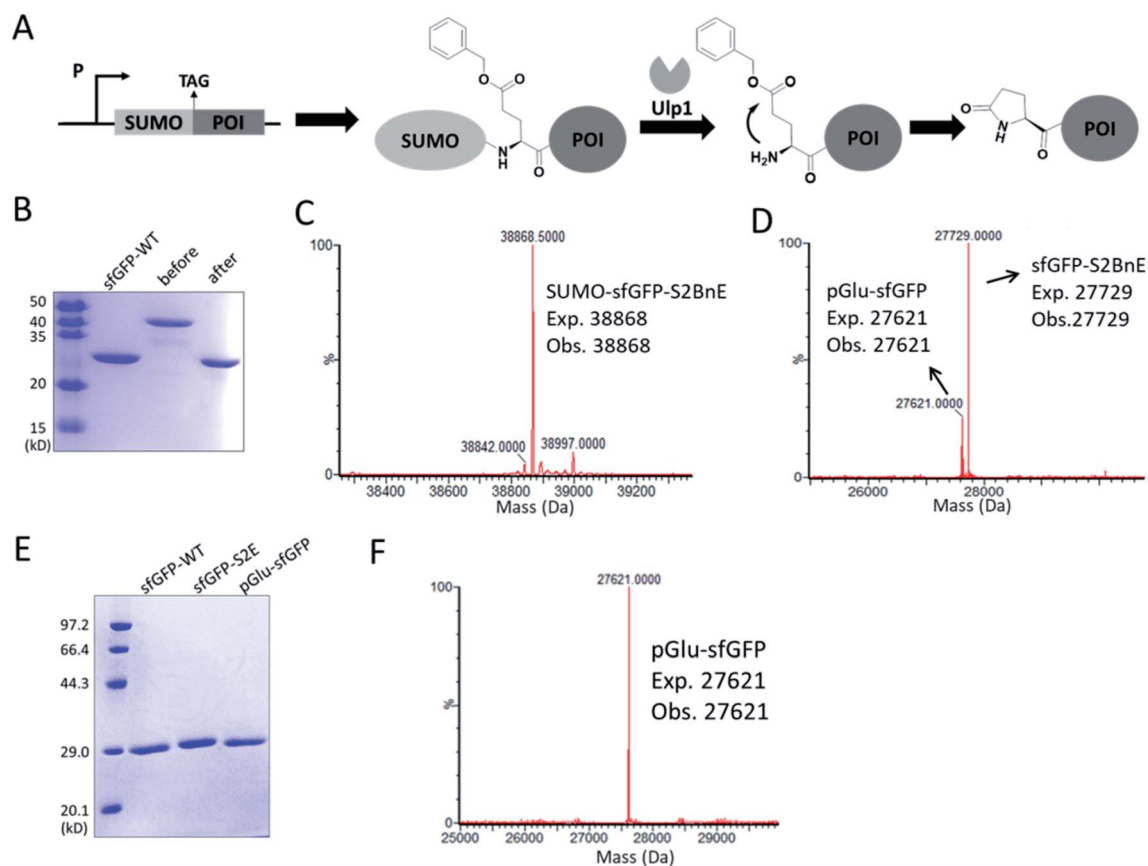 A
P
TAG
SUMO
POI
SUMO
O
O
N
H
O
POI
Ulp1
O
O
H₂N
O
POI
O
N
H
O
POI
B
sfGFP-WT
before
after
50
40
35
20
15
(kD)
C
100
%
0
38868.5000
SUMO-sfGFP-S2BnE
Exp. 38868
Obs. 38868
38842.0000
38997.0000
38400
38600
38800
39000
39200
Mass (Da)
D
100
%
0
27729.0000
sfGFP-S2BnE
Exp. 27729
Obs.27729
pGlu-sfGFP
Exp. 27621
Obs. 27621
27621.0000
26000
28000
Mass (Da)
E
sfGFP-WT
sfGFP-S2E
pGlu-sfGFP
97.2
66.4
44.3
29.0
20.1
(kD)
F
100
%
0
27621.0000
pGlu-sfGFP
Exp. 27621
Obs. 27621
25000
26000
27000
28000
29000
Mass (Da)